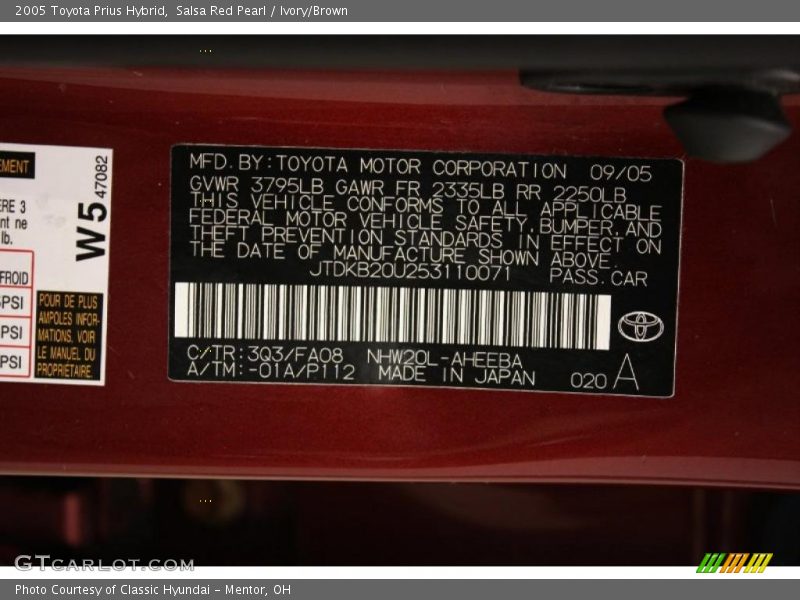 2005 Toyota Prius Hybrid,  Salsa Red Pearl / Ivory/Brown
EMENT
ERE 3
nt ne
lb.
FROID
PSI
PSI
PSI
W5
47082
POUR DE PLUS
AMPOLES INFOR-
MATIONS, VOIR
LE MANUEL DU
PROPRIÉTAIRE.
MFD. BY: TOYOTA MOTOR CORPORATION 09/05
GVWR 3795LB GAWR FR 2335LB RR 2250LB
THIS VEHICLE CONFORMS TO ALL APPLICABLE
FEDERAL MOTOR VEHICLE SAFETY, BUMPER, AND
THEFT PREVENTION STANDARDS IN EFFECT ON
THE DATE OF MANUFACTURE SHOWN ABOVE.
JTDKB20U253110071 PASS. CAR
C/TR: 3Q3/FA08 NHW20L-AHEEBA
A/TM: -01A/P112 MADE IN JAPAN 020 A
GTCARLOT.COM
Photo Courtesy of Classic Hyundai - Mentor, OH